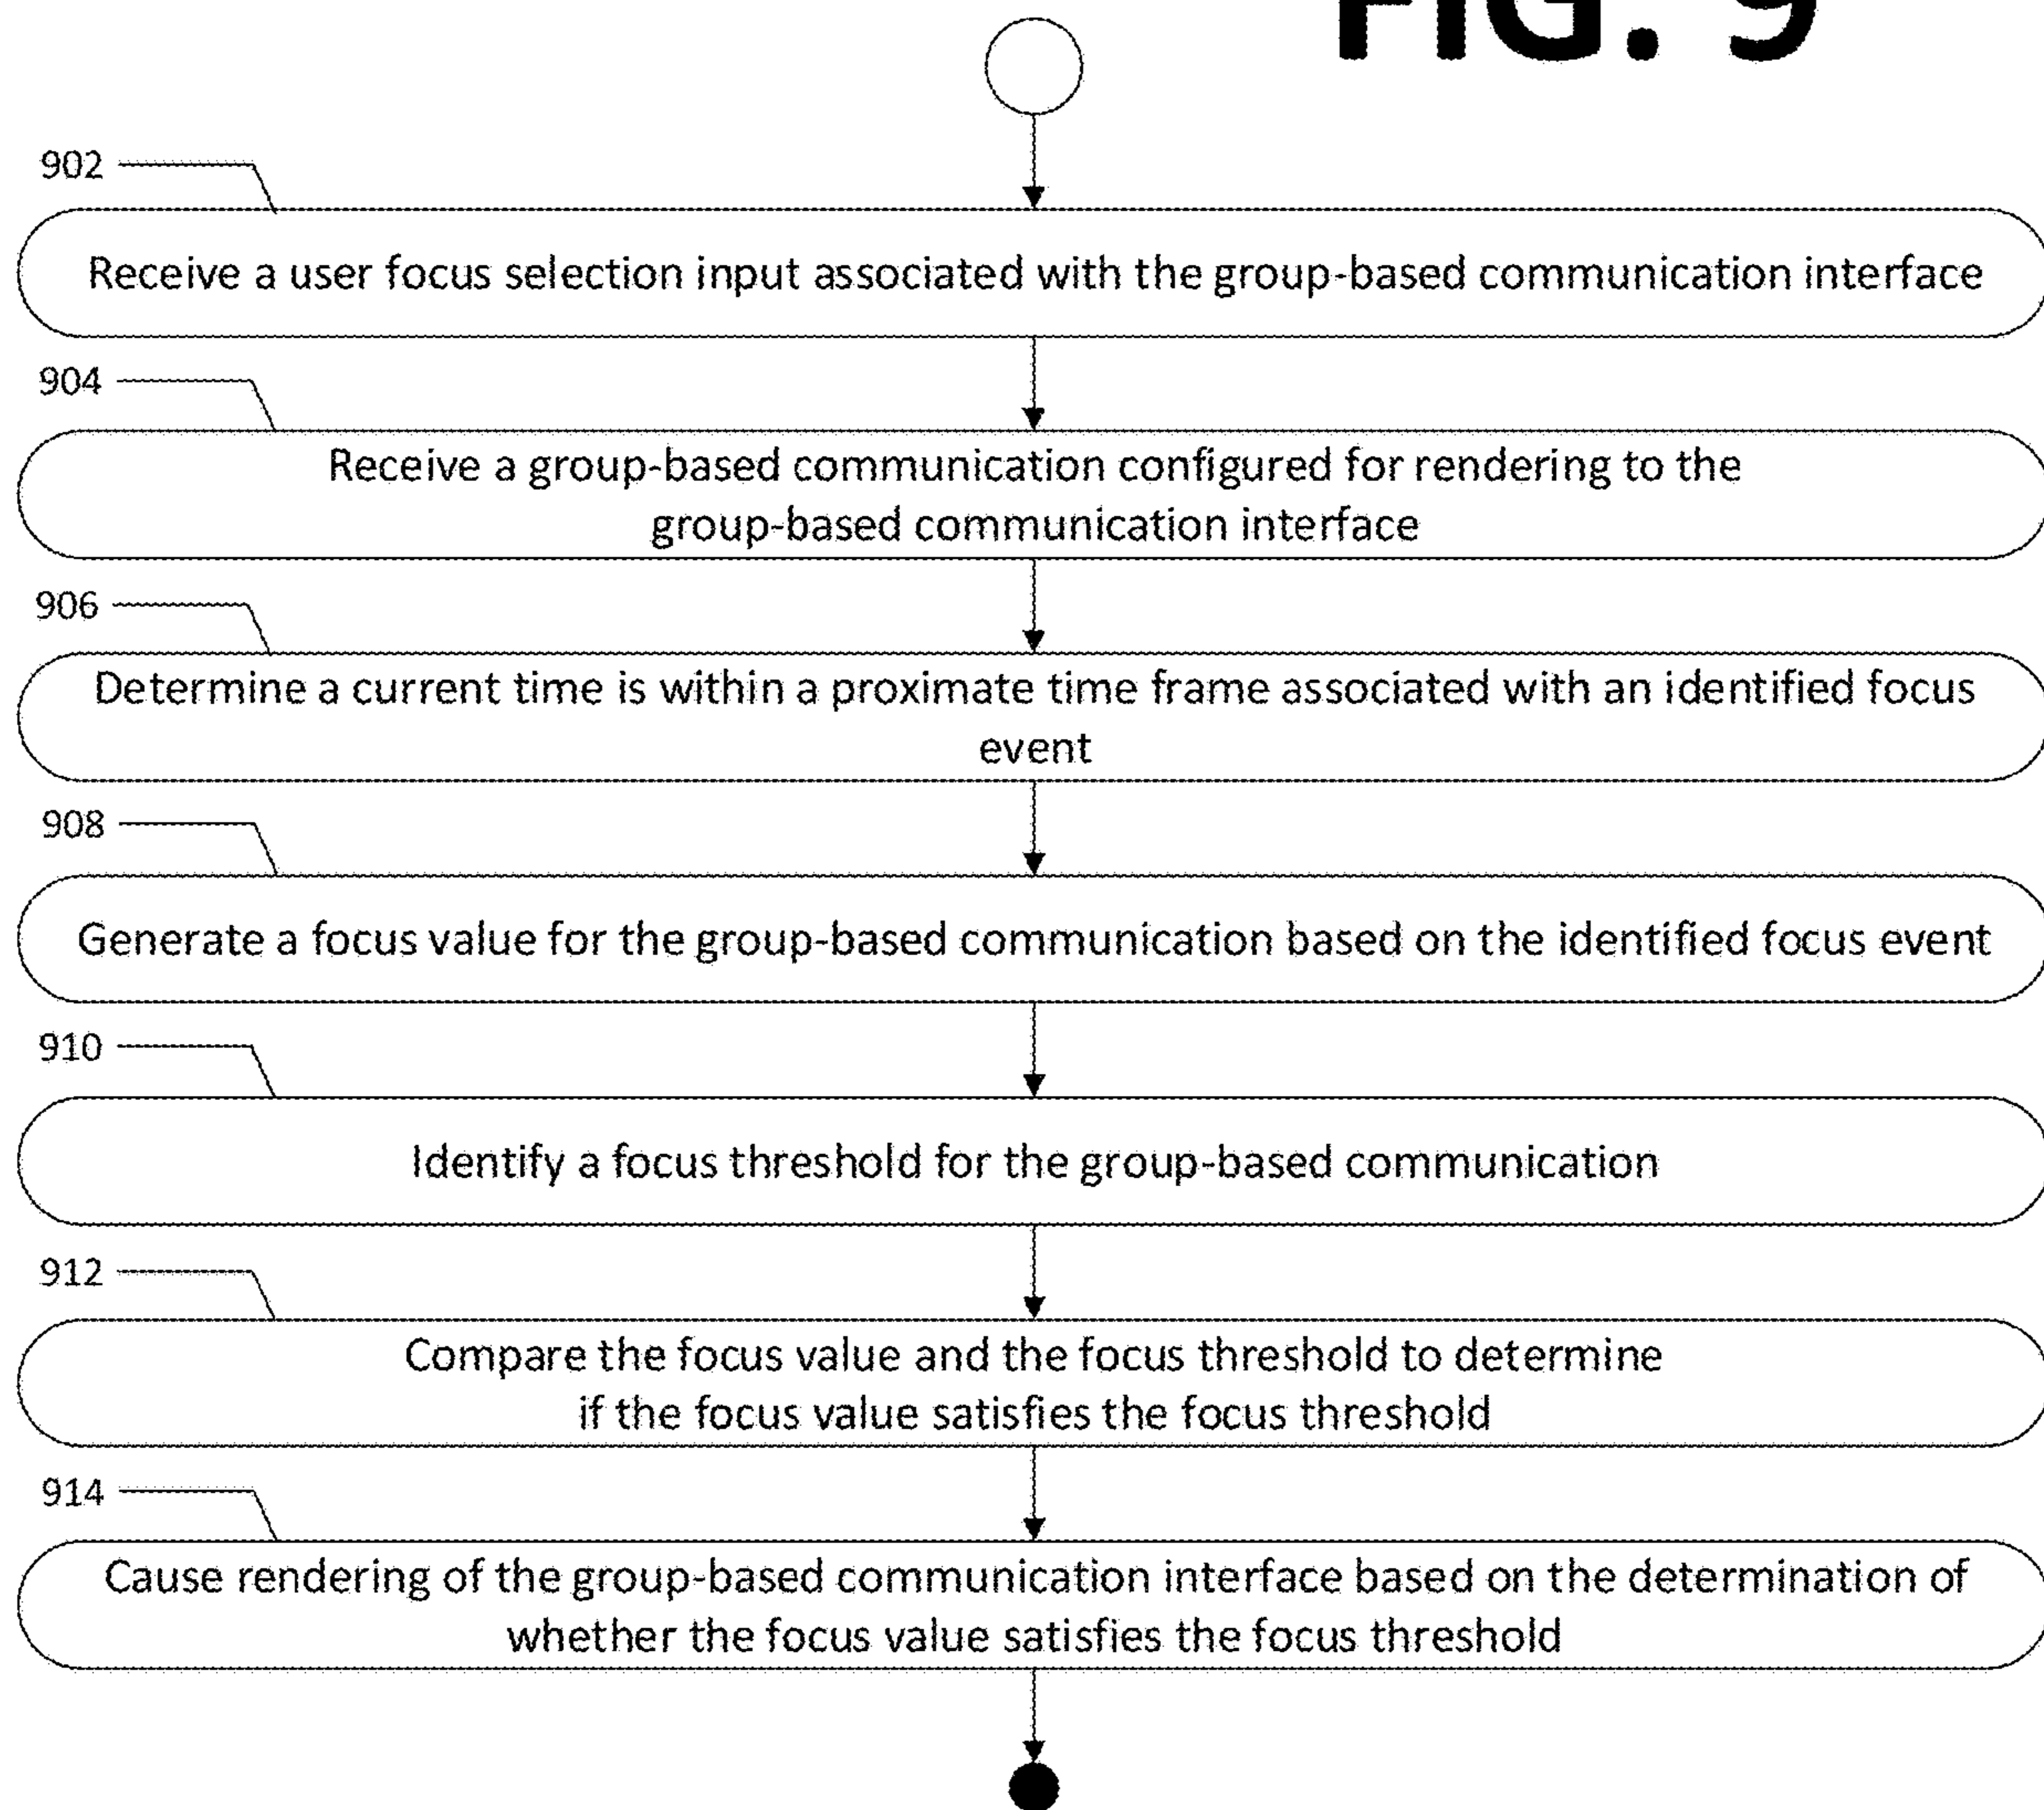 FIG. 9
902
Receive a user focus selection input associated with the group-based communication interface
904
Receive a group-based communication configured for rendering to the
group-based communication interface
906
Determine a current time is within a proximate time frame associated with an identified focus
event
908
Generate a focus value for the group-based communication based on the identified focus event
910
Identify a focus threshold for the group-based communication
912
Compare the focus value and the focus threshold to determine
if the focus value satisfies the focus threshold
914
Cause rendering of the group-based communication interface based on the determination of
whether the focus value satisfies the focus threshold